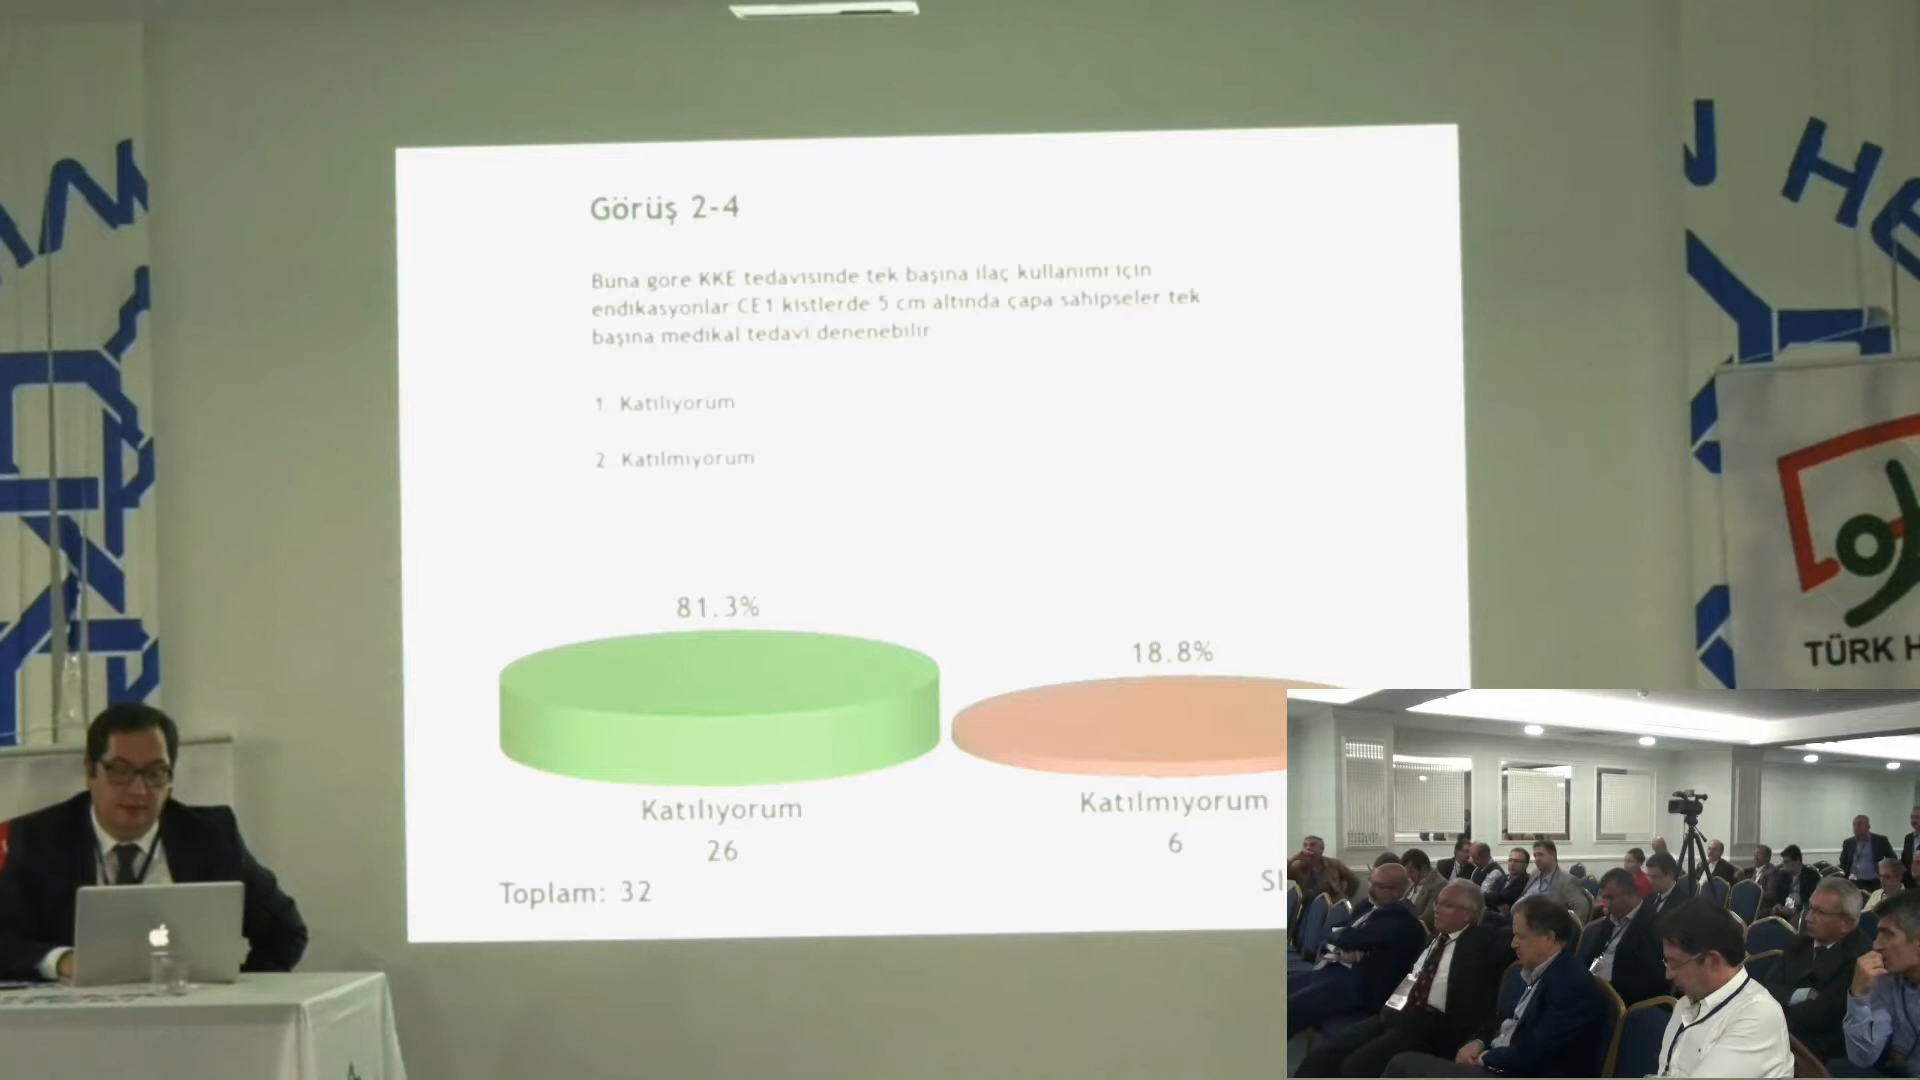 Görüş 2-4
Buna göre KKE tedavisinde tek başına ilaç kullanımı için
endikasyonlar CE1 kistlerde 5 cm altında çapa sahipseler tek
başına medikal tedavi denenebilir
1. Katılıyorum
2. Katılmıyorum
81.3%
18.8%
Katılıyorum
26
Katılmıyorum
6
Toplam: 32
TÜRK H